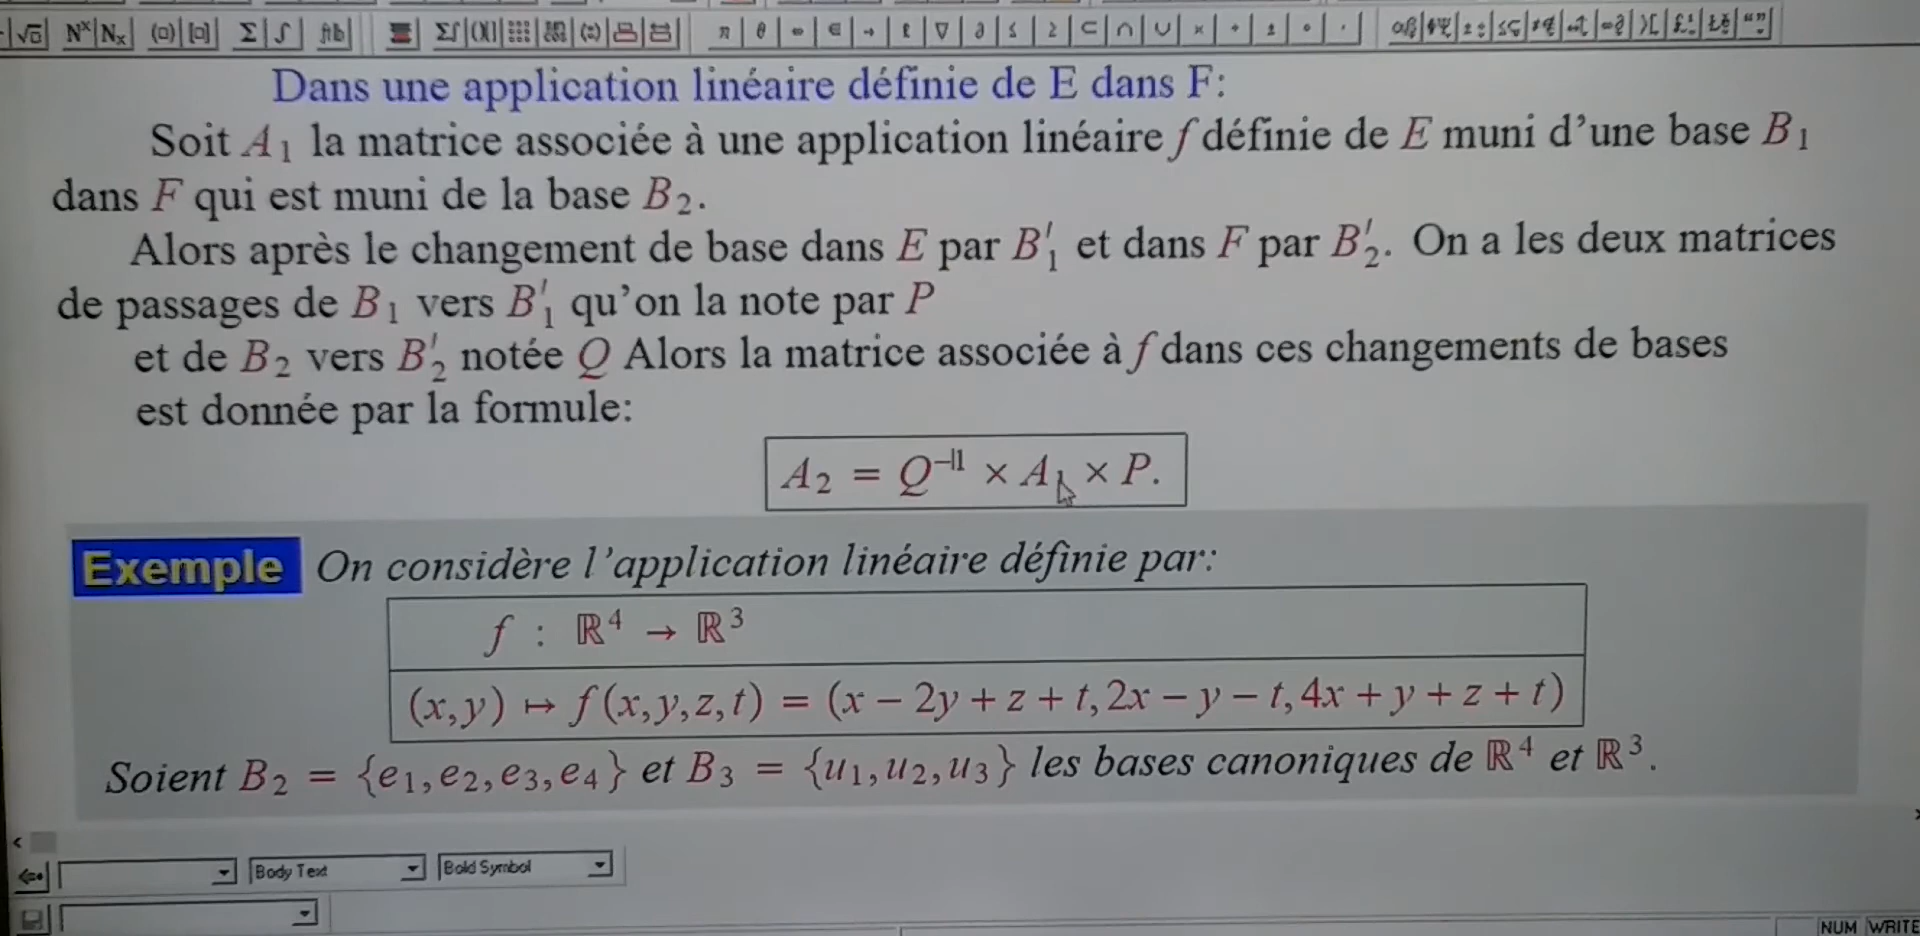 Dans une application linéaire définie de E dans F:
Soit A₁ la matrice associée à une application linéaire f définie de E muni d'une base B₁
dans F qui est muni de la base B₂.
Alors après le changement de base dans E par B′₁ et dans F par B′₂. On a les deux matrices
de passages de B₁ vers B′₁ qu'on la note par P
et de B₂ vers B′₂ notée Q Alors la matrice associée à f dans ces changements de bases
est donnée par la formule:
A₂ = Q⁻¹ × A₁ × P.
Exemple On considère l'application linéaire définie par:
f : ℝ⁴ → ℝ³
(x,y) ↦ f(x,y,z,t) = (x − 2y + z + t, 2x − y − t, 4x + y + z + t)
Soient B₂ = {e₁,e₂,e₃,e₄} et B₃ = {u₁,u₂,u₃} les bases canoniques de ℝ⁴ et ℝ³.
Body Text Bold Symbol
NUM WRITE